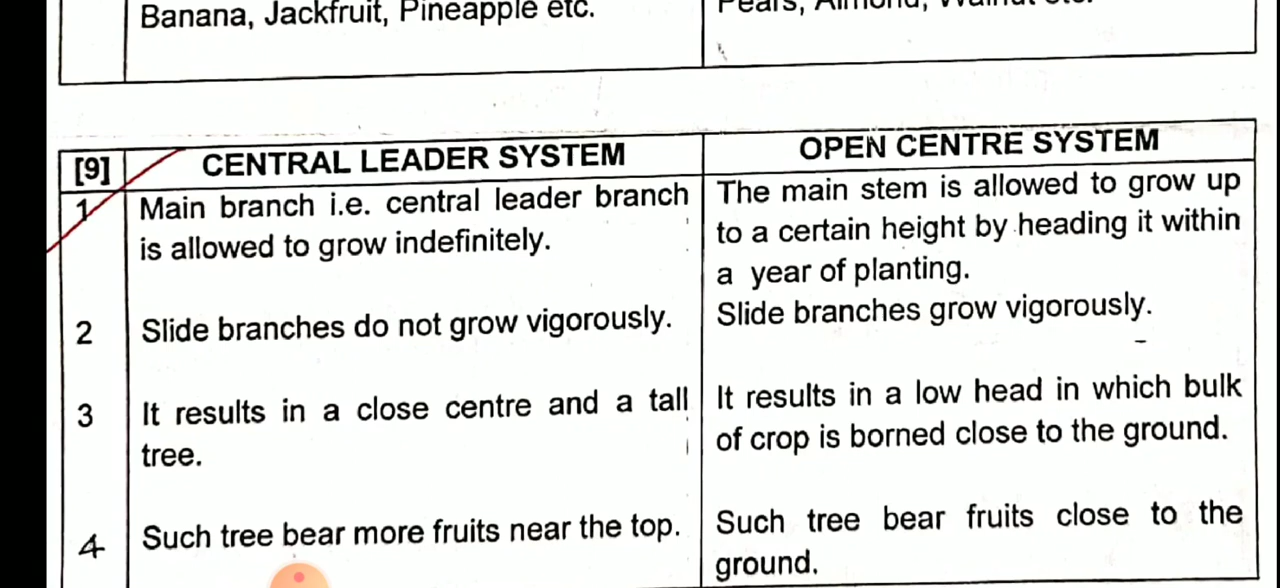 Banana, Jackfruit, Pineapple etc.
Pears, Almond, Walnut etc.
[9] CENTRAL LEADER SYSTEM OPEN CENTRE SYSTEM
1 Main branch i.e. central leader branch
is allowed to grow indefinitely.
The main stem is allowed to grow up
to a certain height by heading it within
a year of planting.
2 Slide branches do not grow vigorously.
Slide branches grow vigorously.
3 It results in a close centre and a tall
tree.
It results in a low head in which bulk
of crop is borned close to the ground.
4 Such tree bear more fruits near the top.
Such tree bear fruits close to the
ground.